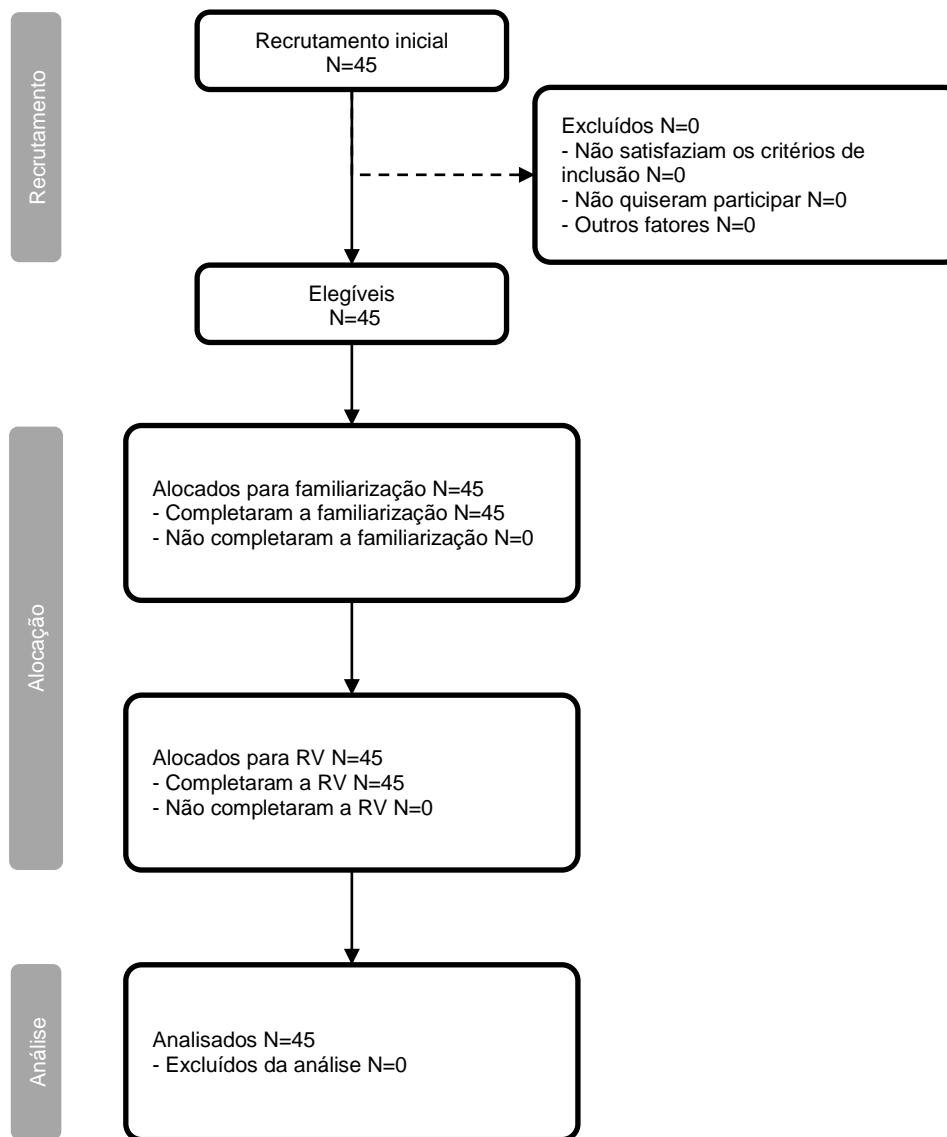 Recrutamento
Recrutamento inicial
N=45
Excluídos N=0
- Não satisfaziam os critérios de
inclusão N=0
- Não quiseram participar N=0
- Outros fatores N=0
Elegíveis
N=45
Alocação
Alocados para familiarização N=45
- Completaram a familiarização N=45
- Não completaram a familiarização N=0
Alocados para RV N=45
- Completaram a RV N=45
- Não completaram a RV N=0
Análise
Analisados N=45
- Excluídos da análise N=0